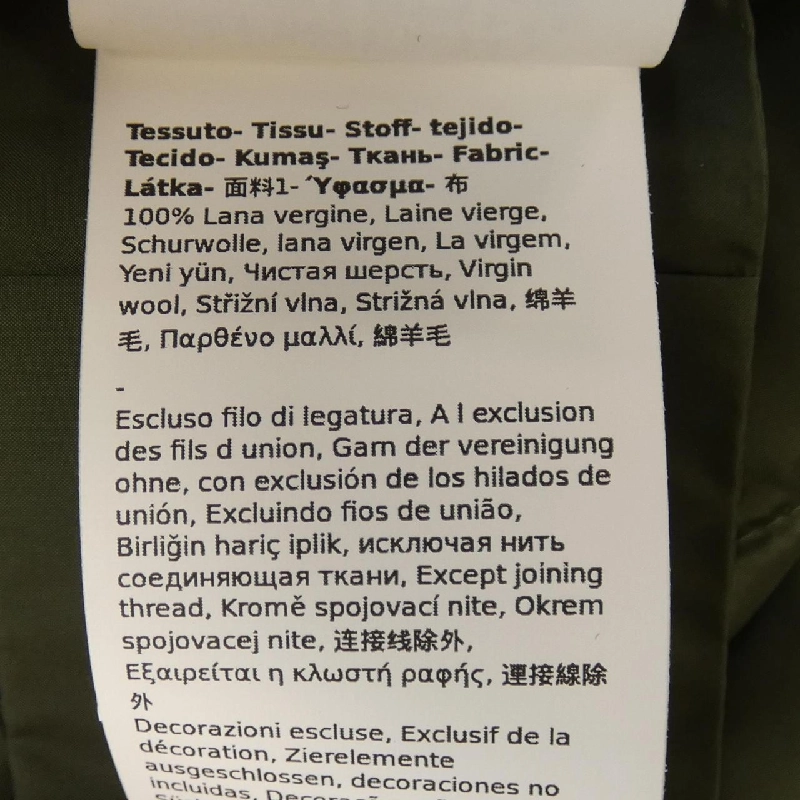 Tessuto- Tissu- Stoff- tejido-
Tecido- Kumaş- Ткань- Fabric-
Látka- 面料1- Ύφασμα- 布
100% Lana vergine, Laine vierge,
Schurwolle, lana virgen, La virgem,
Yeni yün, Чистая шерсть, Virgin
wool, Střižní vlna, Strižná vlna, 绵羊
毛, Παρθένο μαλλί, 綿羊毛
-
Escluso filo di legatura, A l exclusion
des fils d union, Garn der vereinigung
ohne, con exclusión de los hilados de
unión, Excluindo fios de união,
Birliğin hariç iplik, исключая нить
соединяющая ткани, Except joining
thread, Kromě spojovací nite, Okrem
spojovacej nite, 连接线除外,
Εξαιρείται η κλωστή ραφής, 連接線除
外
Decorazioni escluse, Exclusif de la
décoration, Zierelemente
ausgeschlossen, decoraciones no
incluidas,